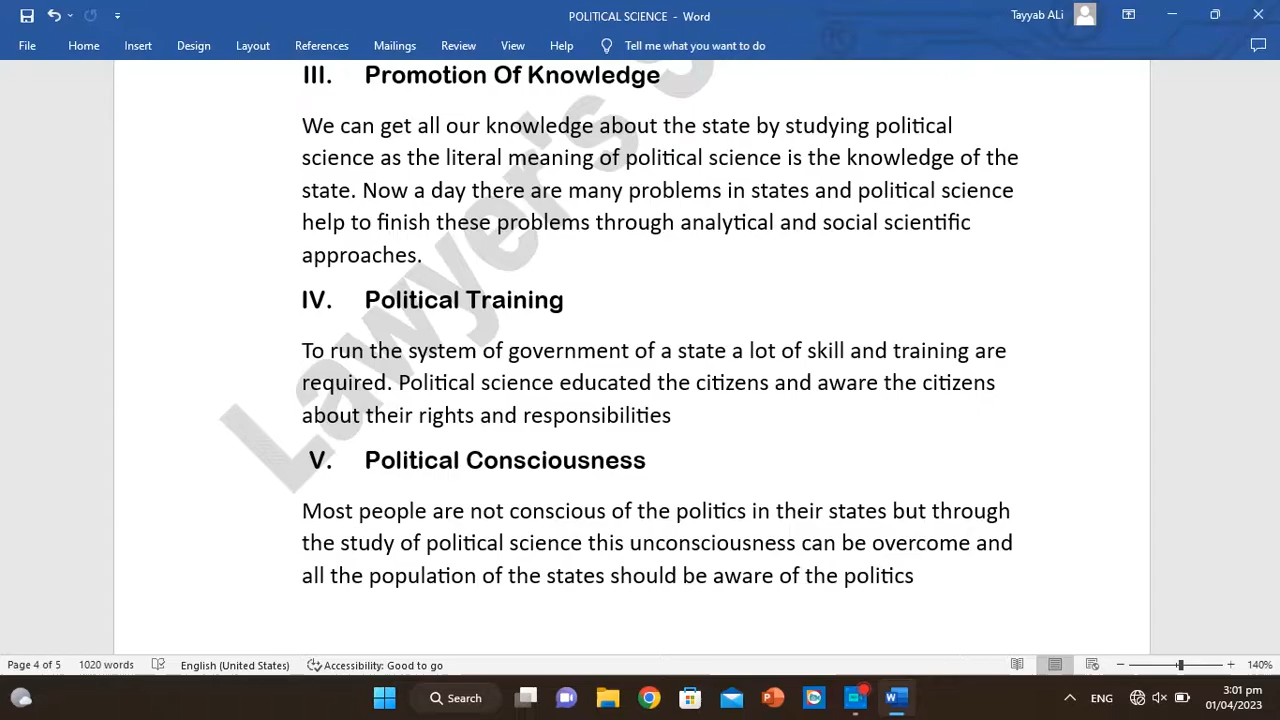 POLITICAL SCIENCE - Word
Tayyab ALi
File Home Insert Design Layout References Mailings Review View Help Tell me what you want to do
III. Promotion Of Knowledge
We can get all our knowledge about the state by studying political
science as the literal meaning of political science is the knowledge of the
state. Now a day there are many problems in states and political science
help to finish these problems through analytical and social scientific
approaches.
IV. Political Training
To run the system of government of a state a lot of skill and training are
required. Political science educated the citizens and aware the citizens
about their rights and responsibilities
V. Political Consciousness
Most people are not conscious of the politics in their states but through
the study of political science this unconsciousness can be overcome and
all the population of the states should be aware of the politics
Lawyer's S
Page 4 of 5 1020 words English (United States) Accessibility: Good to go 140%
Search ENG 3:01 pm
01/04/2023